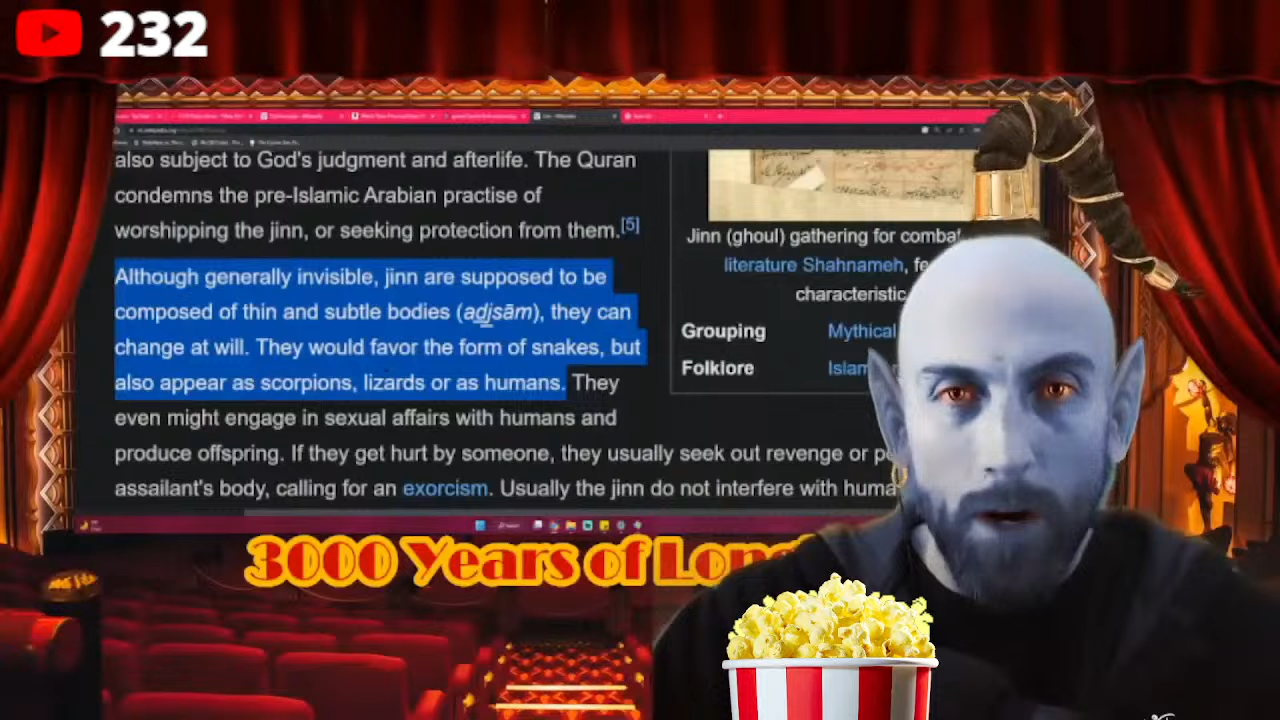 232
also subject to God's judgment and afterlife. The Quran
condemns the pre-Islamic Arabian practise of
worshipping the jinn, or seeking protection from them.[5]
Although generally invisible, jinn are supposed to be
composed of thin and subtle bodies (adjsām), they can
change at will. They would favor the form of snakes, but
also appear as scorpions, lizards or as humans. They
even might engage in sexual affairs with humans and
produce offspring. If they get hurt by someone, they usually seek out revenge or
assailant's body, calling for an exorcism. Usually the jinn do not interfere with
Jinn (ghoul) gathering for
literature Shahnameh,
characteristic
Grouping Mythical
Folklore
3000 Years of